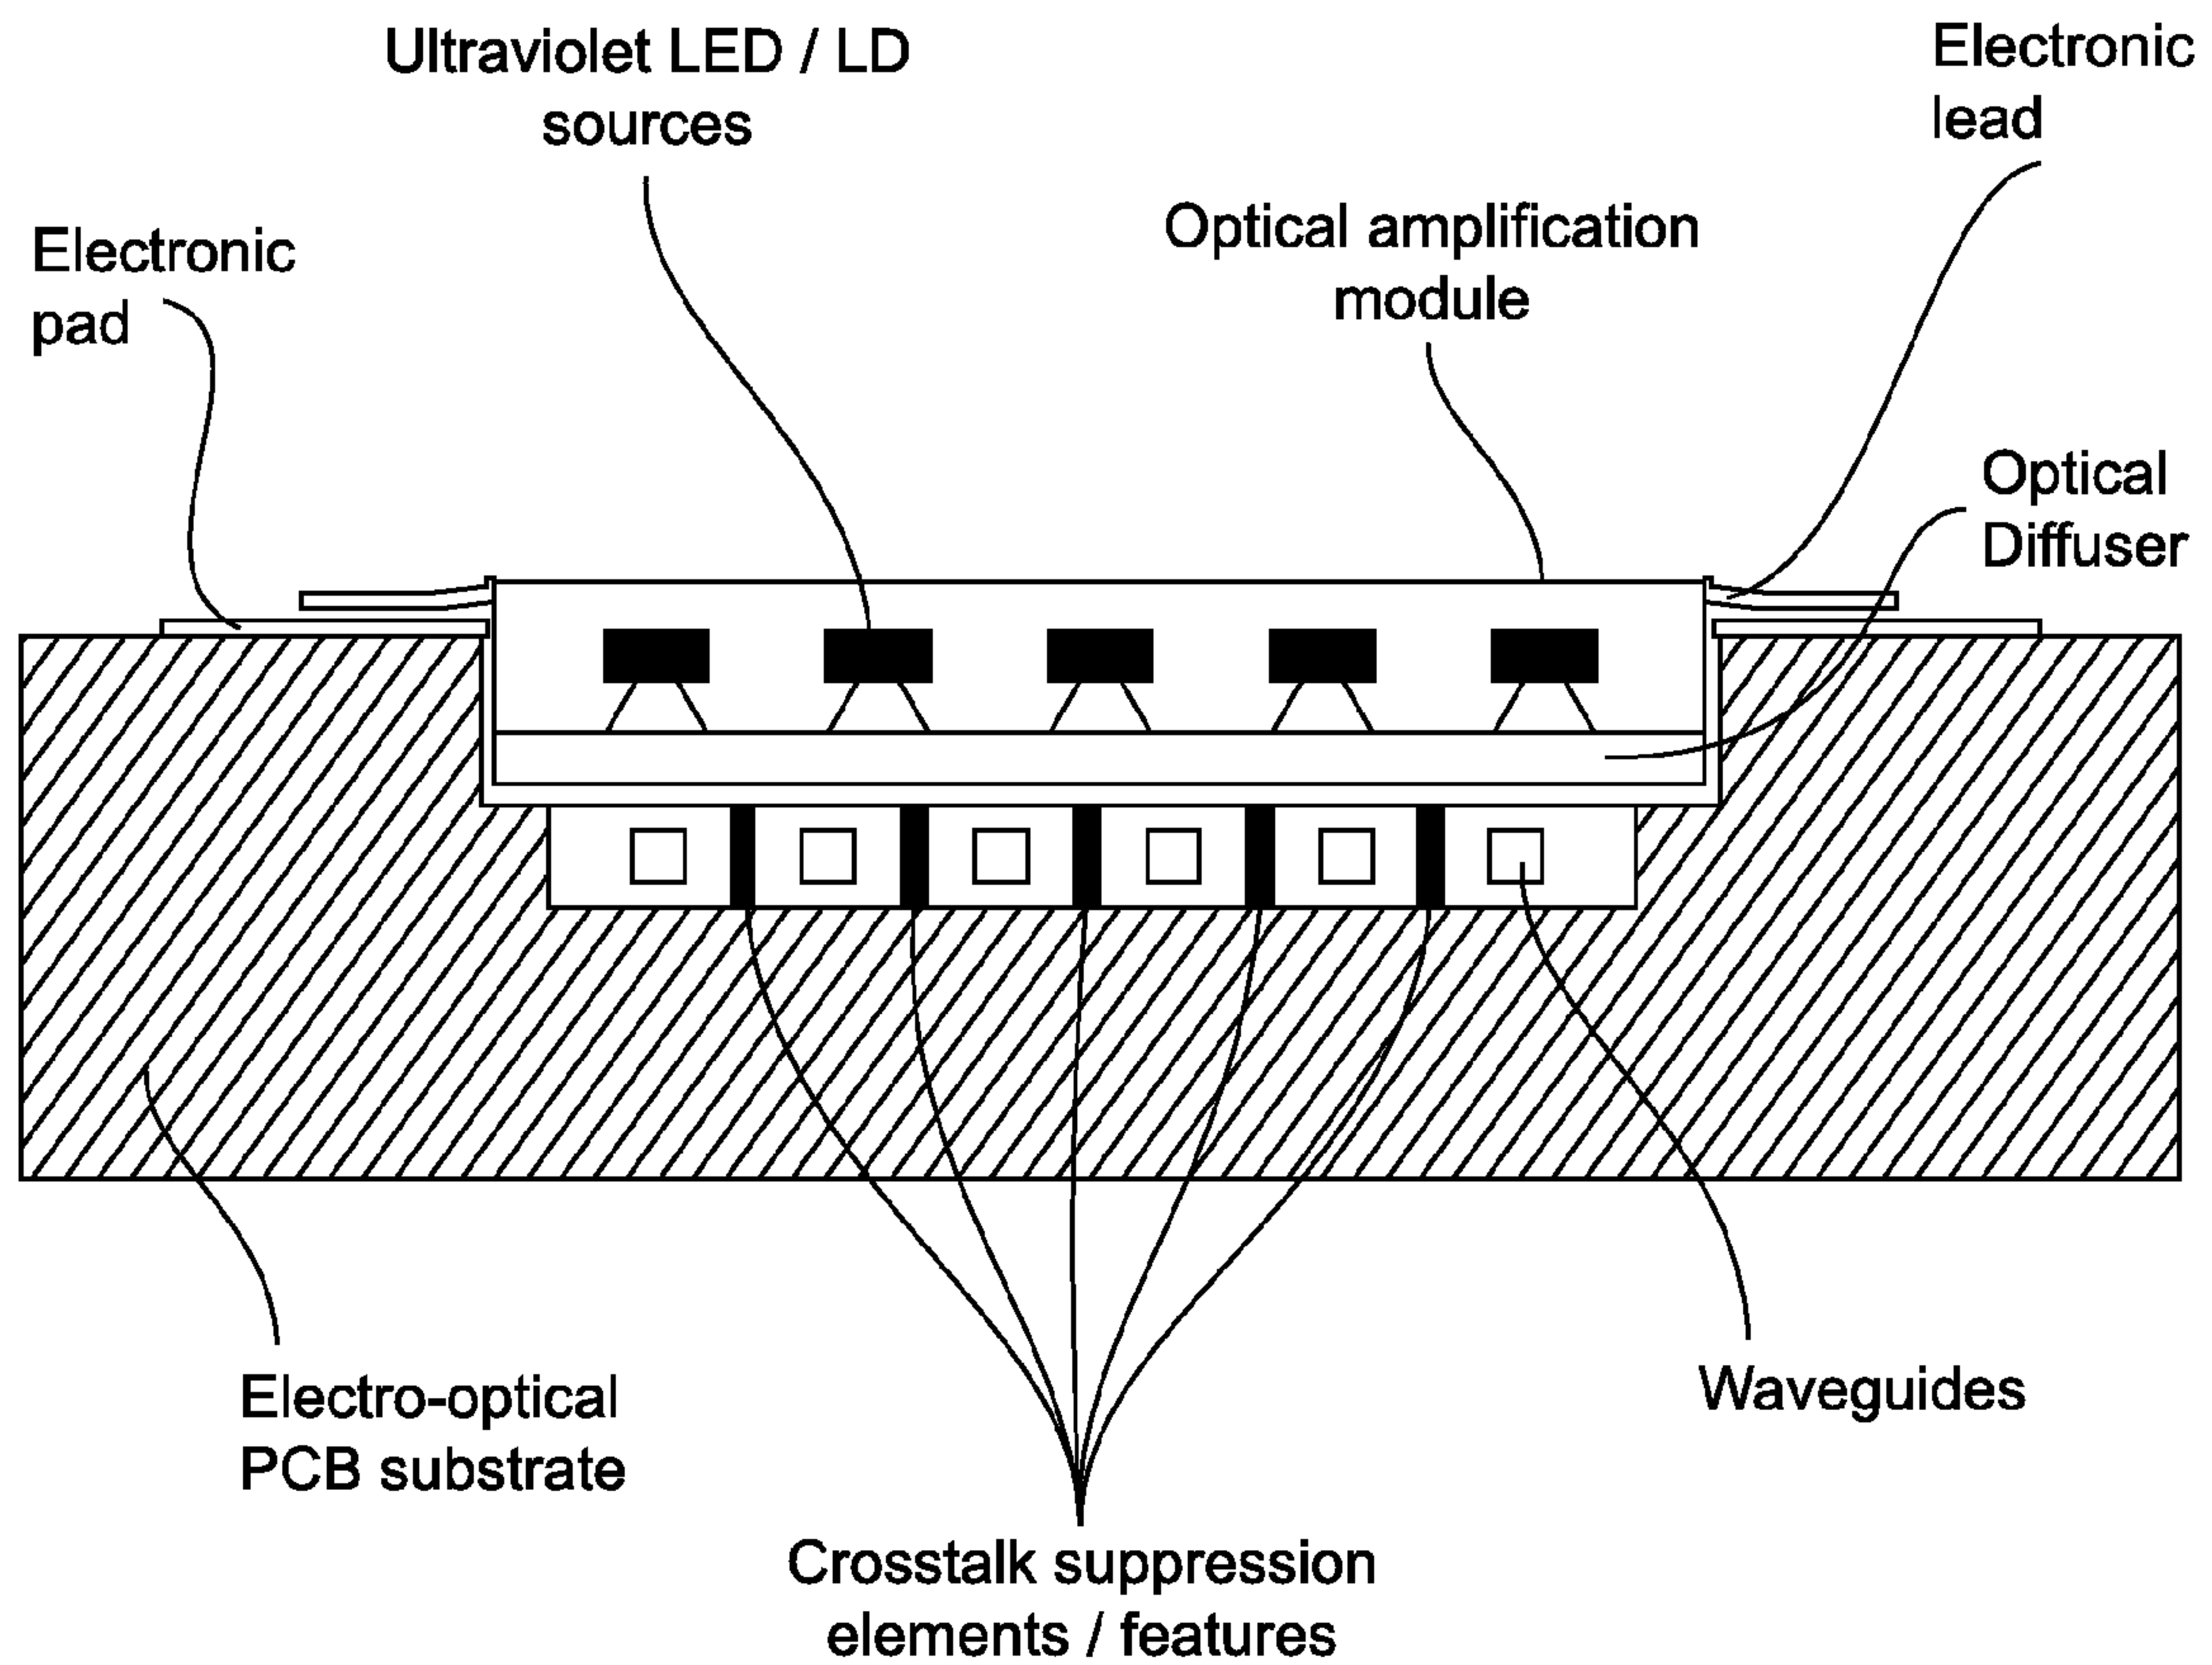 Ultraviolet LED / LD
sources
Electronic
lead
Optical amplification
module
Electronic
pad
Optical
Diffuser
Electro-optical
PCB substrate
Waveguides
Crosstalk suppression
elements / features